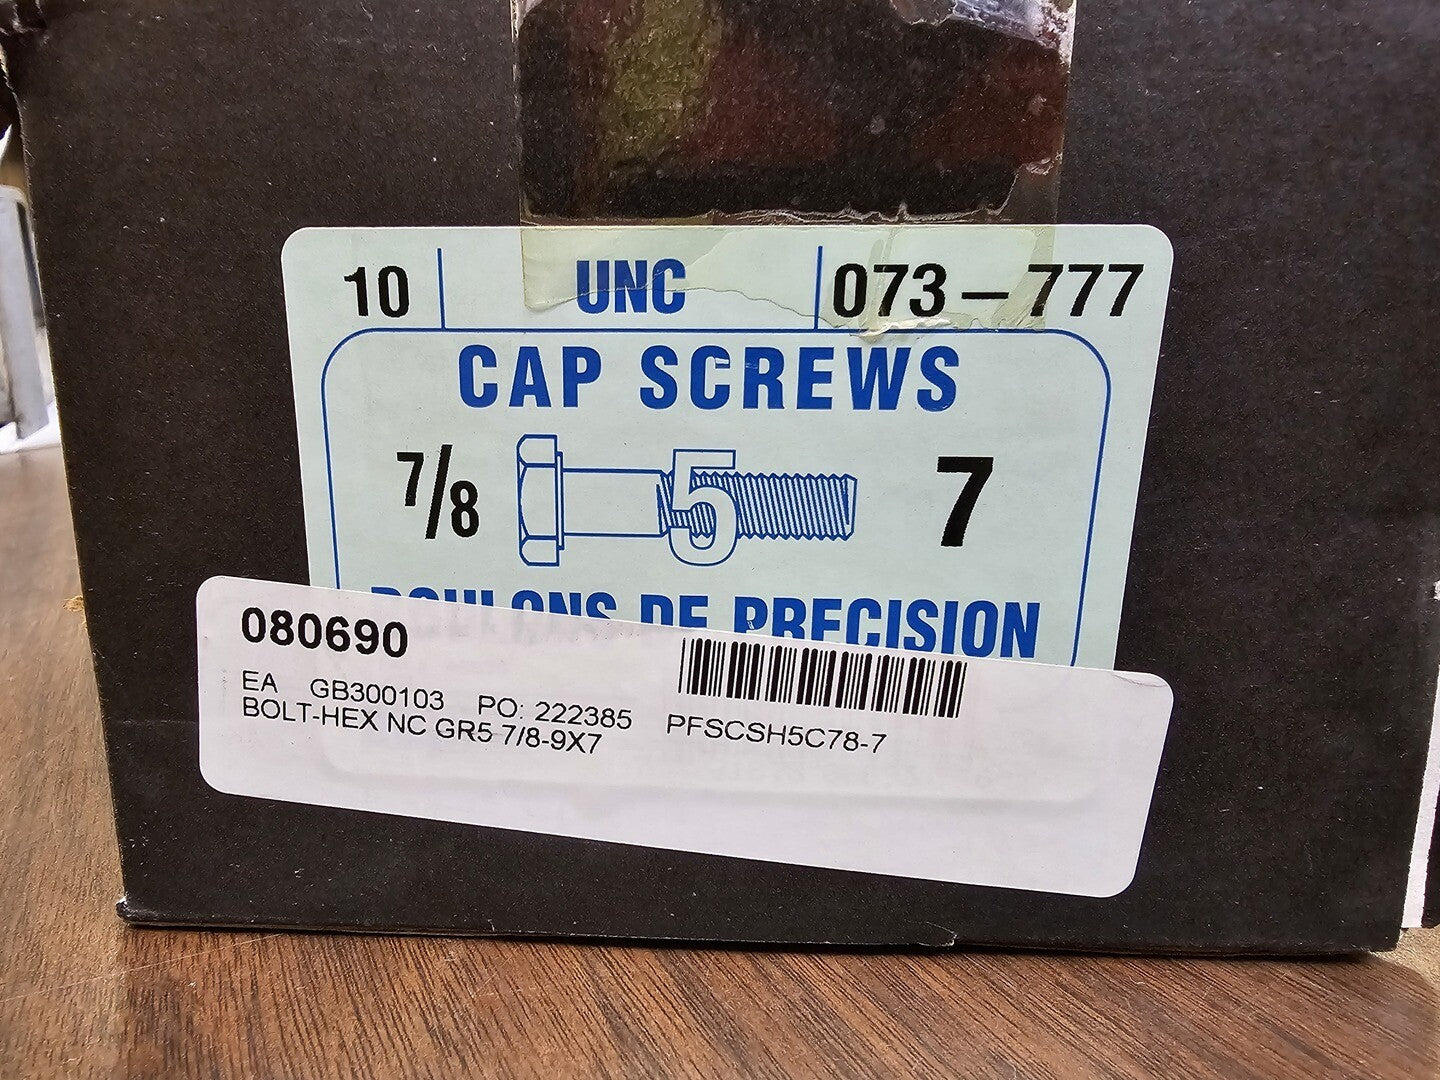 10 UNC 073-777
CAP SCREWS
7/8 5 7
BOULONS DE PRECISION
080690
EA GB300103 PO: 222385 PFSCSH5C78-7
BOLT-HEX NC GR5 7/8-9X7